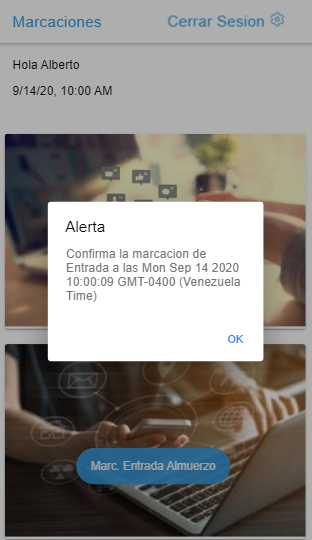 Marcaciones Cerrar Sesion
Hola Alberto
9/14/20, 10:00 AM
Alerta
Confirma la marcacion de
Entrada a las Mon Sep 14 2020
10:00:09 GMT-0400 (Venezuela
Time)
OK
Marc. Entrada Almuerzo